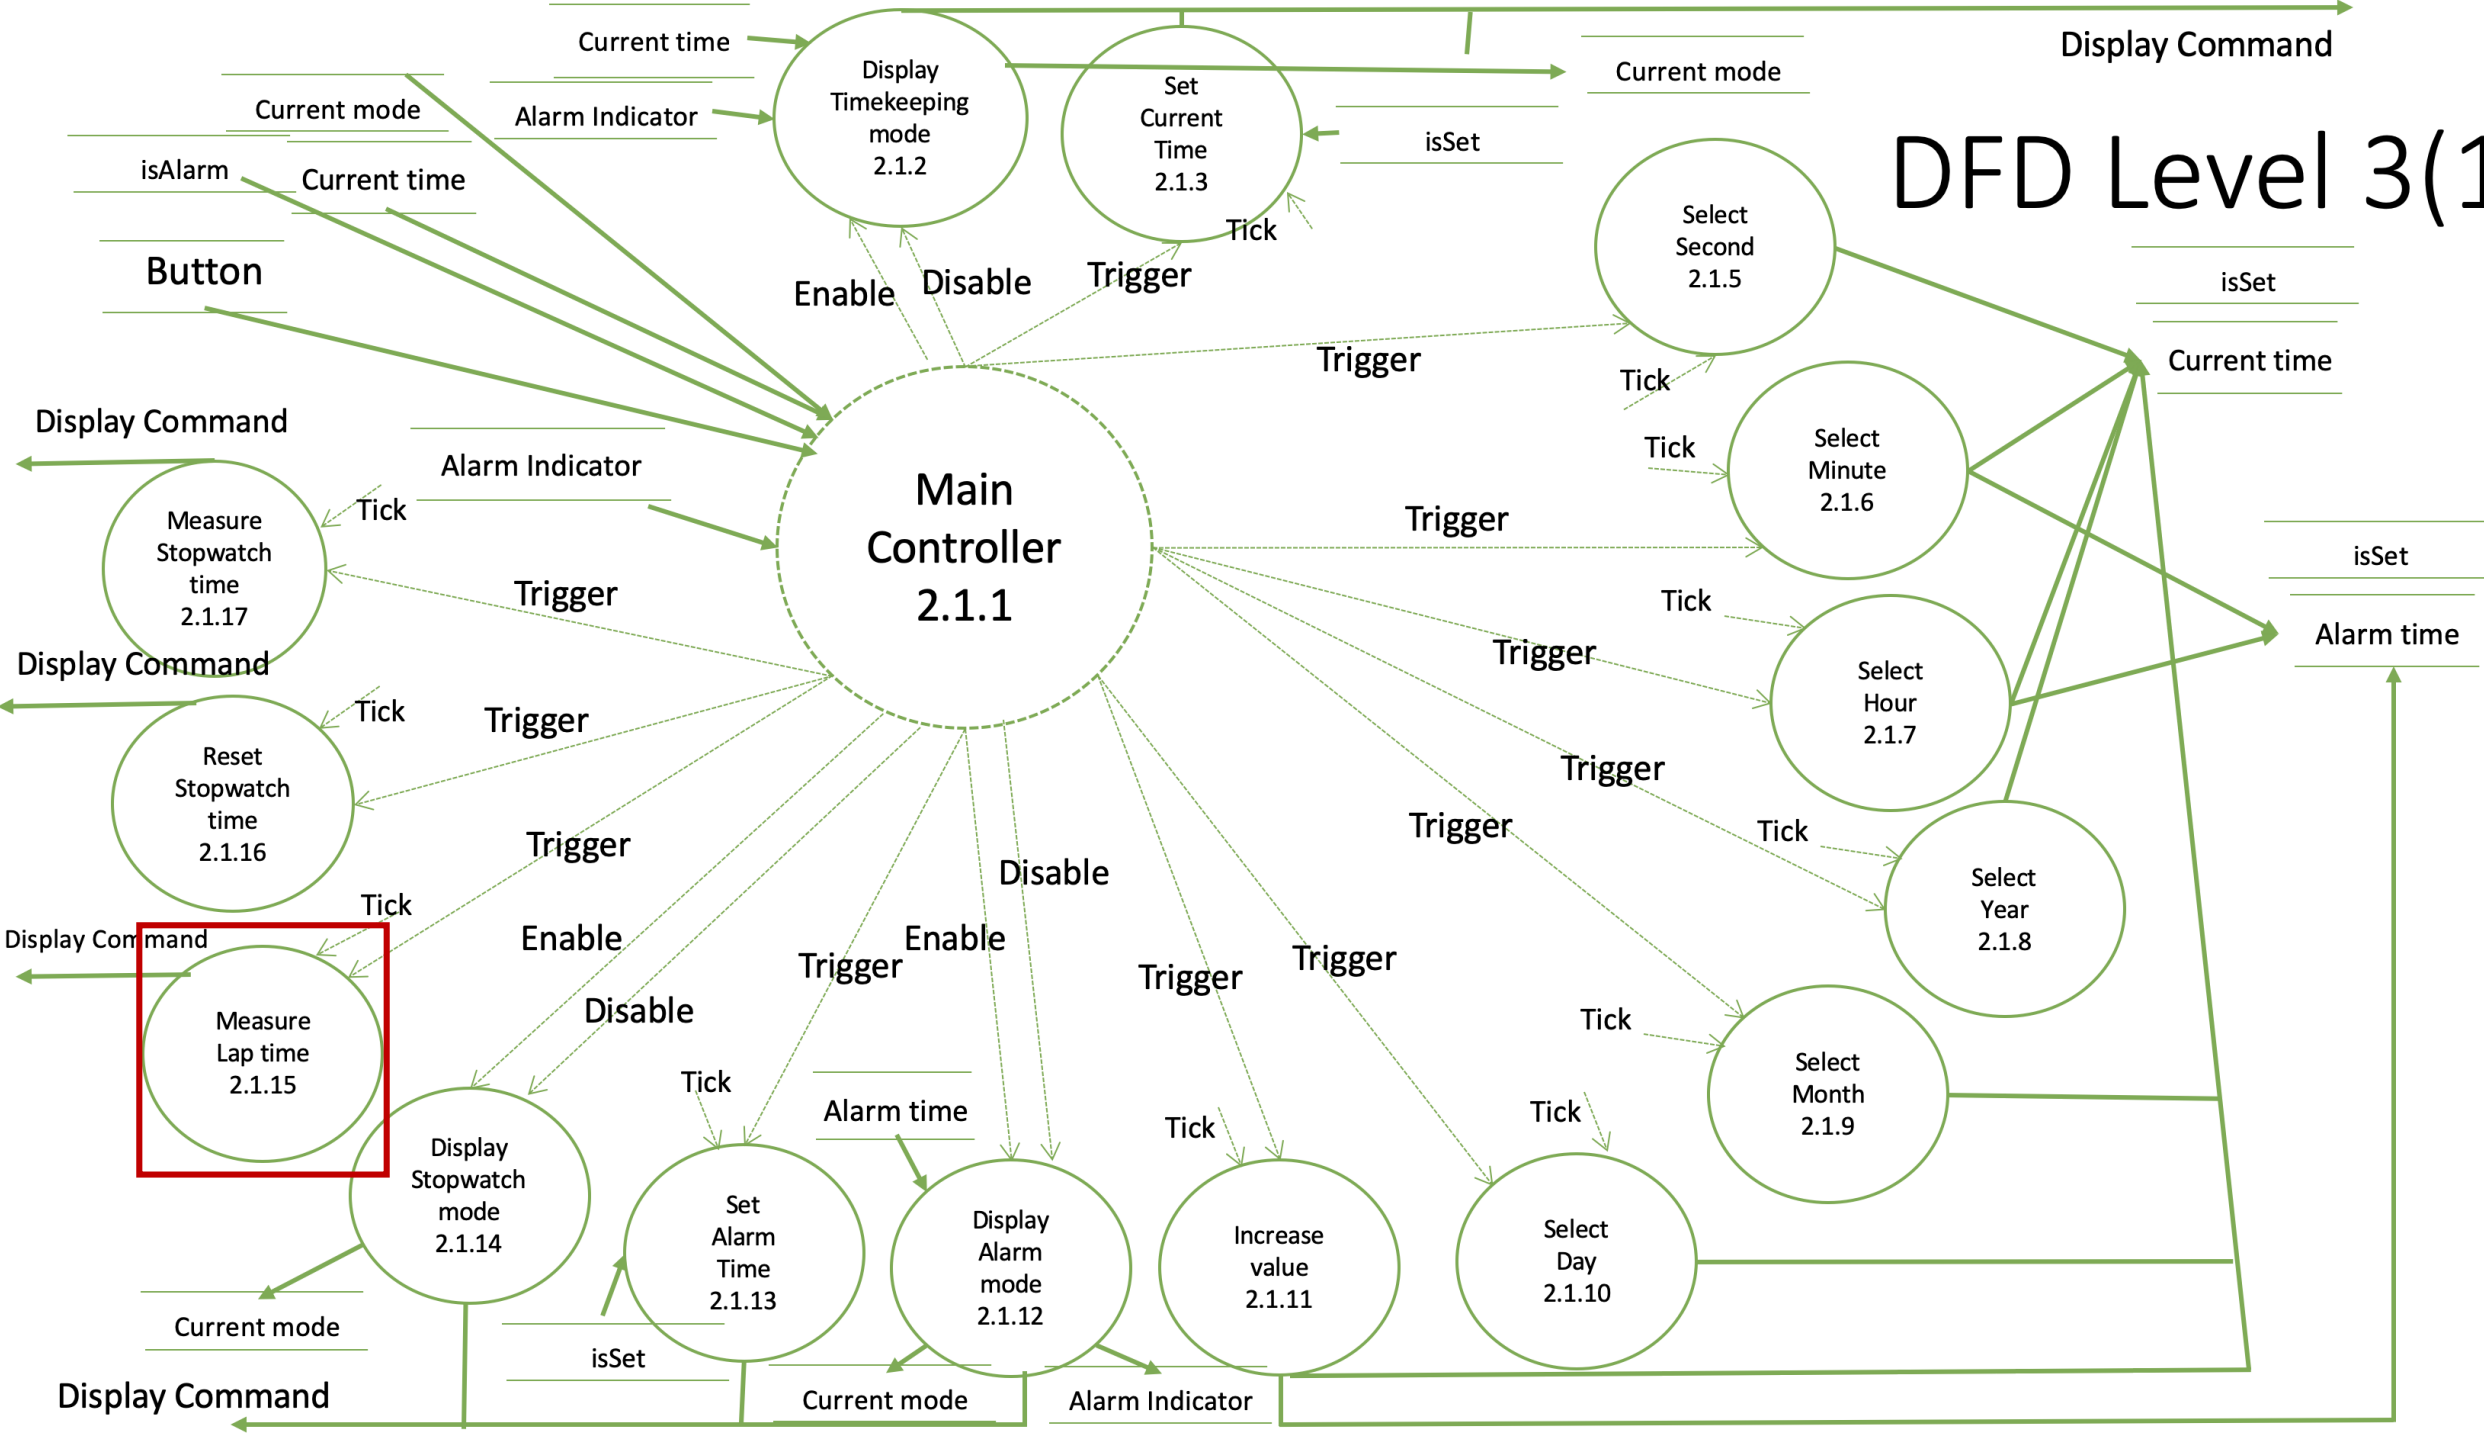 Current time
Display Command
Current mode
Display
Timekeeping
mode
2.1.2
Set
Current
Time
2.1.3
Current mode
Alarm Indicator
isSet
DFD Level 3(1
isAlarm
Current time
Tick
Select
Second
2.1.5
Button
Enable
Disable
Trigger
isSet
Trigger
Tick
Current time
Display Command
Alarm Indicator
Tick
Select
Minute
2.1.6
Main
Controller
2.1.1
Measure
Stopwatch
time
2.1.17
Tick
Trigger
isSet
Trigger
Tick
Alarm time
Display Command
Trigger
Select
Hour
2.1.7
Tick
Trigger
Reset
Stopwatch
time
2.1.16
Trigger
Trigger
Trigger
Tick
Disable
Select
Year
2.1.8
Tick
Display Command
Enable
Trigger
Enable
Trigger
Trigger
Measure
Lap time
2.1.15
Disable
Tick
Select
Month
2.1.9
Tick
Alarm time
Tick
Tick
Display
Stopwatch
mode
2.1.14
Set
Alarm
Time
2.1.13
Display
Alarm
mode
2.1.12
Increase
value
2.1.11
Select
Day
2.1.10
Current mode
isSet
Display Command
Current mode
Alarm Indicator